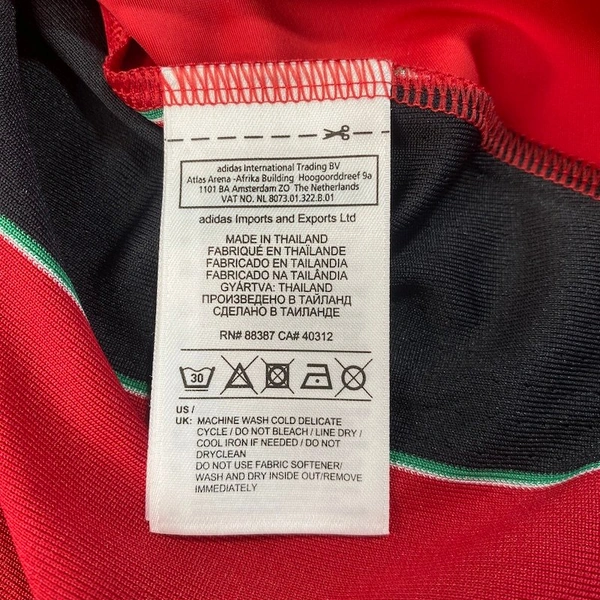 adidas International Trading BV
Atlas Arena -Afrika Building Hoogoorddreef 9a
1101 BA Amsterdam ZO The Netherlands
VAT NO. NL 8073.01.322.B.01
adidas Imports and Exports Ltd
MADE IN THAILAND
FABRIQUÉ EN THAÏLANDE
FABRICADO EN TAILANDIA
FABRICADO NA TAILÂNDIA
GYÁRTVA: THAILAND
ПРОИЗВЕДЕНО В ТАЙЛАНД
СДЕЛАНО В ТАИЛАНДЕ
RN# 88387 CA# 40312
30
US /
UK: MACHINE WASH COLD DELICATE
CYCLE / DO NOT BLEACH / LINE DRY /
COOL IRON IF NEEDED / DO NOT
DRYCLEAN
DO NOT USE FABRIC SOFTENER/
WASH AND DRY INSIDE OUT/REMOVE
IMMEDIATELY